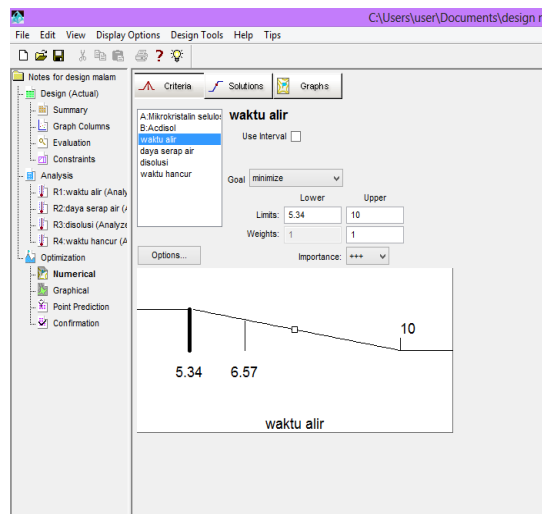 C:\Users\user\Documents\design
File Edit View Display Options Design Tools Help Tips
Notes for design malam
Design (Actual)
Summary
Graph Columns
Evaluation
Constraints
Analysis
R1:waktu alir (Analy
R2:daya serap air (
R3:disolusi (Analyze
R4:waktu hancur (A
Optimization
Numerical
Graphical
Point Prediction
Confirmation
Criteria Solutions Graphs
A:Mikrokristalin selulos
B:Acdisol
waktu alir
daya serap air
disolusi
waktu hancur
waktu alir
Use Interval
Goal minimize
Lower Upper
Limits: 5.34 10
Weights: 1 1
Options... Importance: +++
10
5.34 6.57
waktu alir